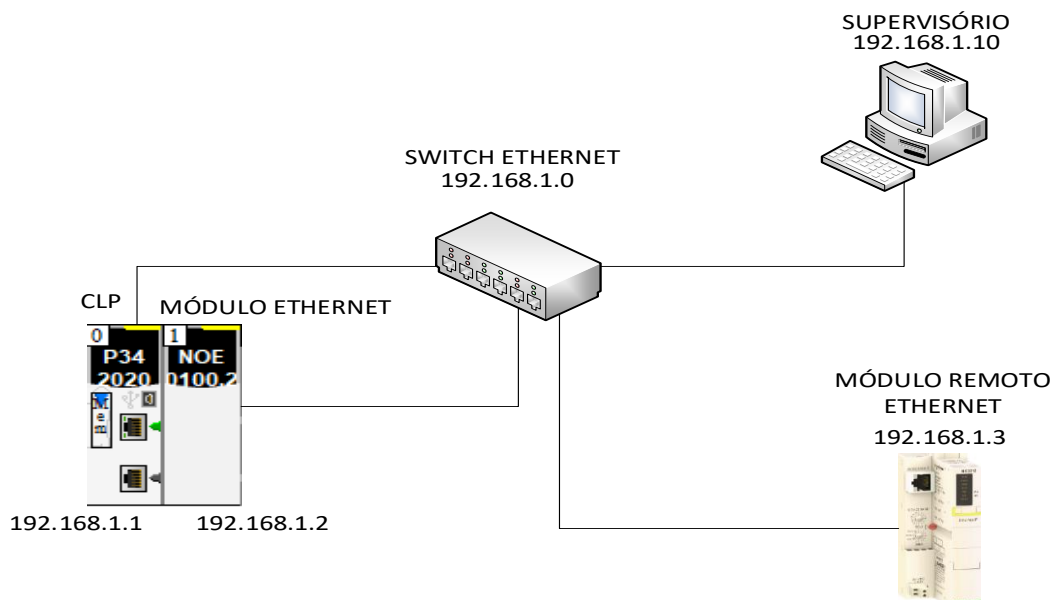 SUPERVISÓRIO
192.168.1.10
SWITCH ETHERNET
192.168.1.0
CLP
MÓDULO ETHERNET
0
1
P34
2020
NOE
0100.2
Mem
192.168.1.1
192.168.1.2
MÓDULO REMOTO
ETHERNET
192.168.1.3